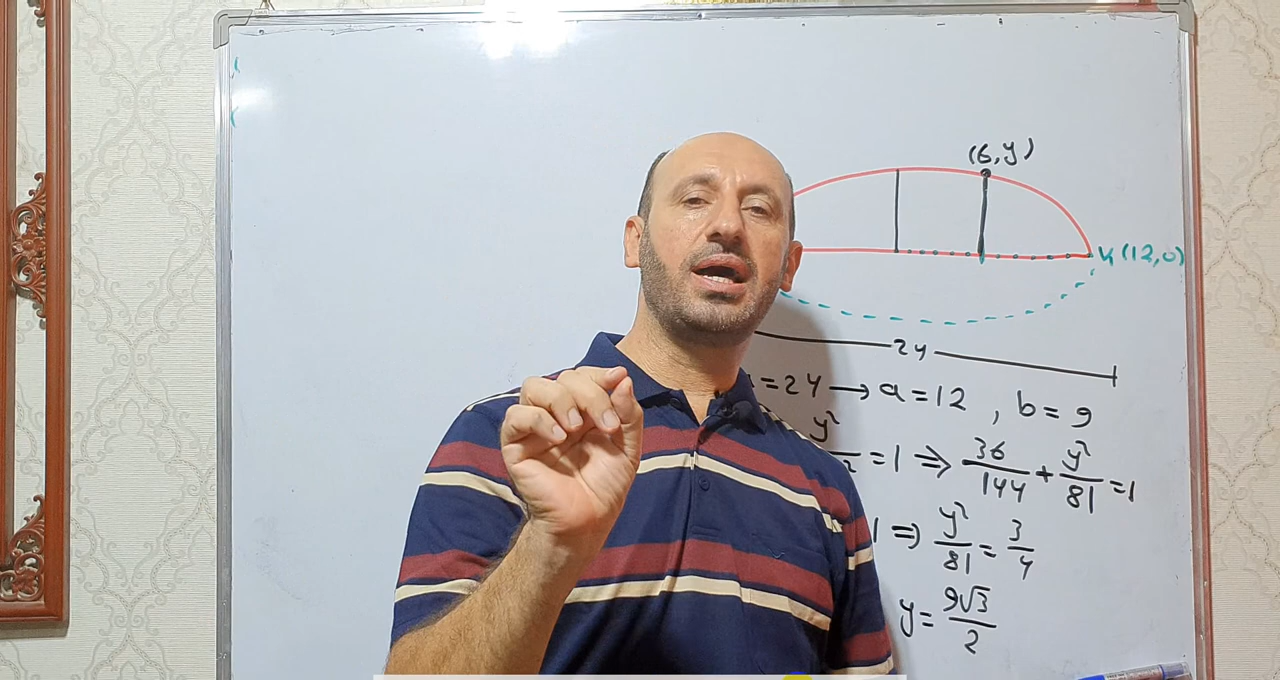 (6,y)
(12,0)
24
=24 → a=12 , b=9
y²
=1 ⇒ 36/144 + y²/81 =1
1 ⇒ y²/81 = 3/4
y= 9√3/2